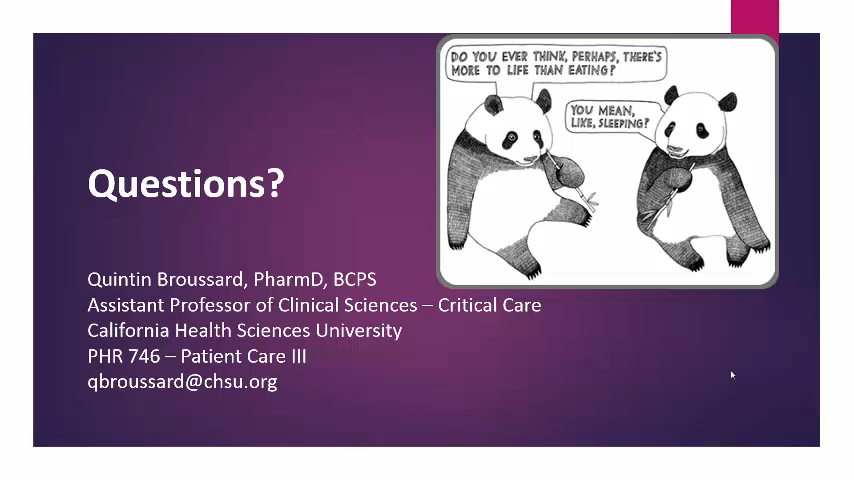 DO YOU EVER THINK, PERHAPS, THERE'S
MORE TO LIFE THAN EATING?
YOU MEAN,
LIKE, SLEEPING?
Questions?
Quintin Broussard, PharmD, BCPS
Assistant Professor of Clinical Sciences – Critical Care
California Health Sciences University
PHR 746 – Patient Care III
qbroussard@chsu.org